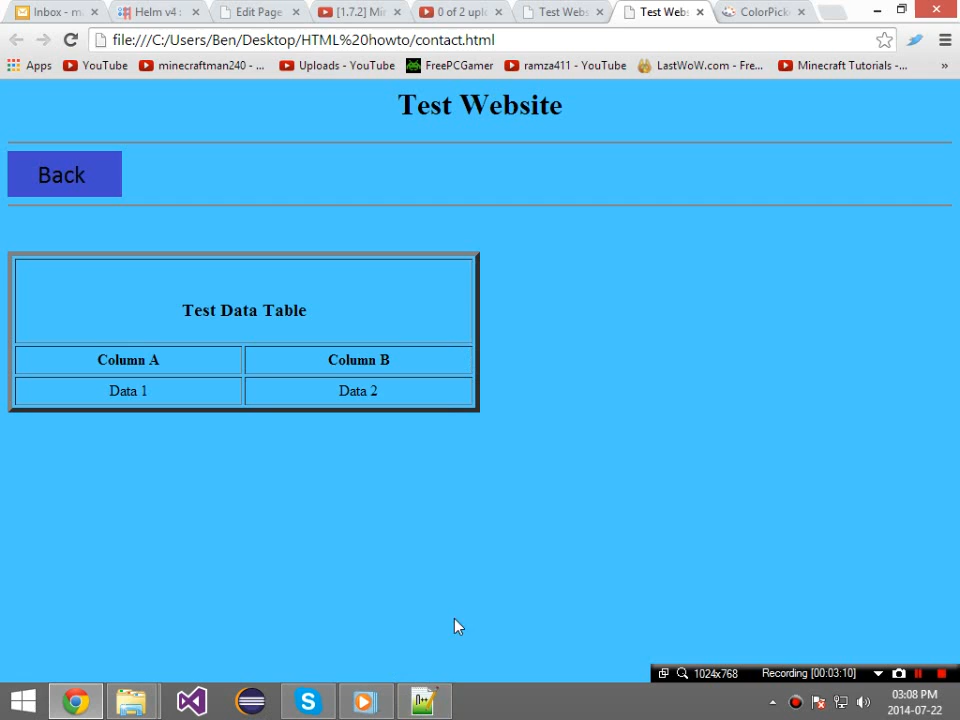 Inbox - m
Helm v4 :
Edit Page
[1.7.2] Mi
0 of 2 upl
Test Webs
Test Webs
ColorPick
file:///C:/Users/Ben/Desktop/HTML%20howto/contact.html
Apps
YouTube
minecraftman240 - ...
Uploads - YouTube
FreePCGamer
ramza411 - YouTube
LastWoW.com - Fre...
Minecraft Tutorials -...
»
Test Website
Back
Test Data Table
Column A Column B
Data 1 Data 2
1024x768 Recording [00:03:10]
03:08 PM
2014-07-22